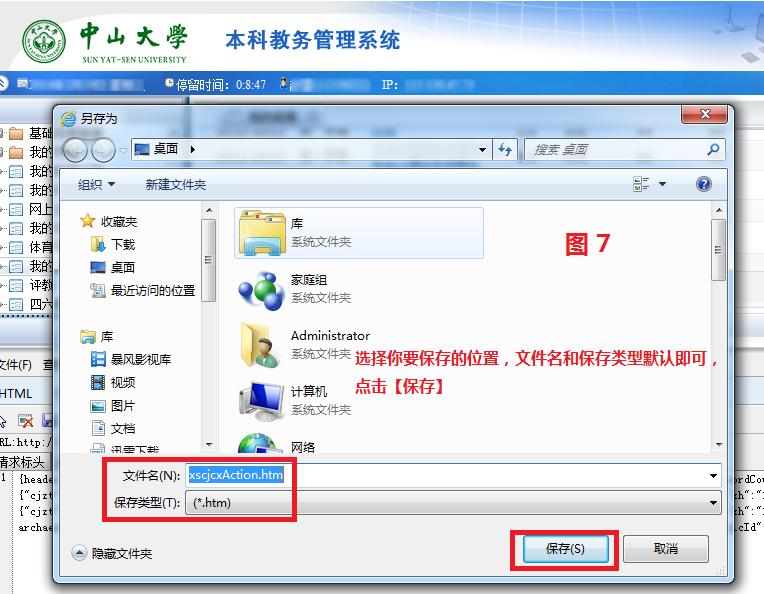 中山大学
SUN YAT-SEN UNIVERSITY
本科教务管理系统
停留时间： 0:8:47
IP:
另存为
桌面
搜索 桌面
组织
新建文件夹
基础
我的
我的
我的
网上
我的
体育
我的
评教
四六
收藏夹
下载
桌面
最近访问的位置
库
暴风影视库
视频
图片
文档
迅雷下载
库
系统文件夹
家庭组
系统文件夹
Administrator
系统文件夹
计算机
系统文件夹
网络
图 7
选择你要保存的位置，文件名和保存类型默认即可，
点击【保存】
文件(F) 查
HTML
RL:http:/
请求标头
1 {heade
{"cjzt
{"cjzt
archae
ordCov
xh":"
xh":"
cId"
文件名(N): xscjcxAction.htm
保存类型(T): (*.htm)
隐藏文件夹
保存(S)
取消